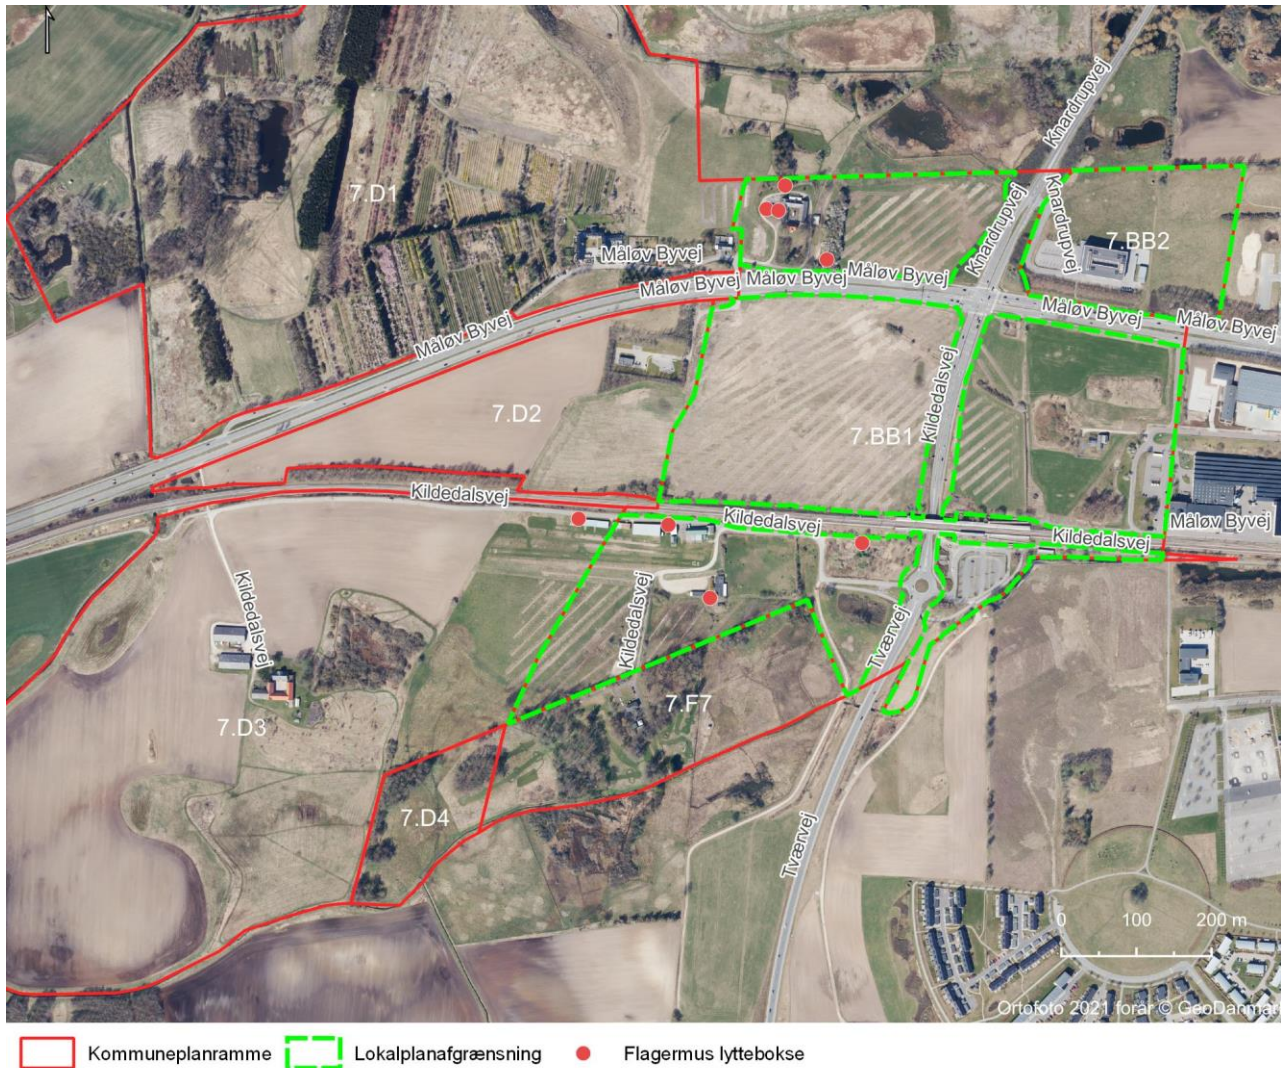 Knardrupvej
7.D1
Knardrupvej
Knardrupvej
7.BB2
Måløv Byvej
Måløv Byvej
Måløv Byvej
Måløv Byvej
Måløv Byvej
Måløv Byvej
Måløv Byvej
Kildedalsvej
7.D2
7.BB1
Kildedalsvej
Kildedalsvej
Måløv Byvej
Kildedalsvej
Kildedalsvej
Kildedalsvej
Tværvej
7.F7
7.D3
7.D4
Tværvej
0 100 200 m
Ortofoto 2021 forår © GeoDanmar
Kommuneplanramme Lokalplanafgrænsning Flagermus lyttebokse